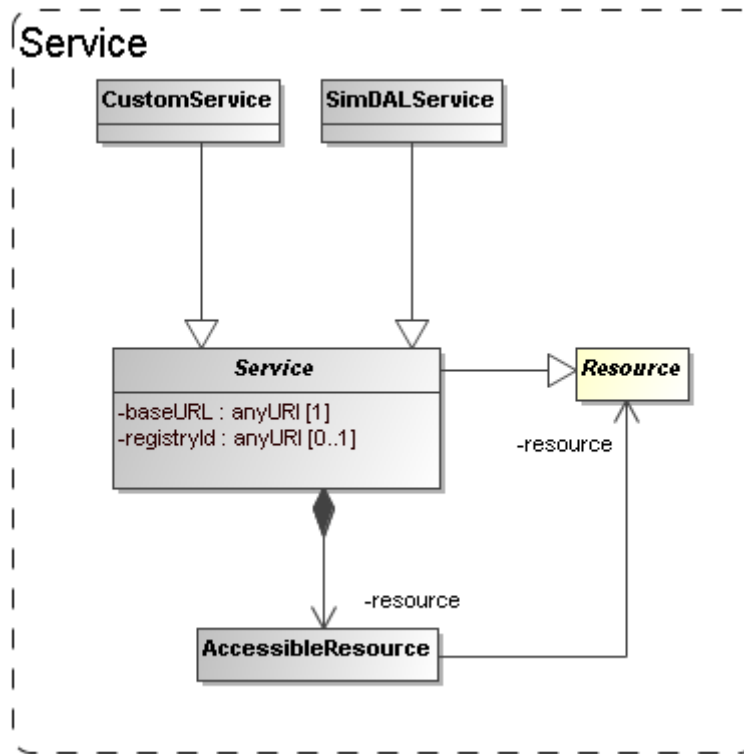 Service
CustomService
SimDALService
Service
-baseURL : anyURI [1]
-registryId : anyURI [0..1]
Resource
-resource
-resource
AccessibleResource